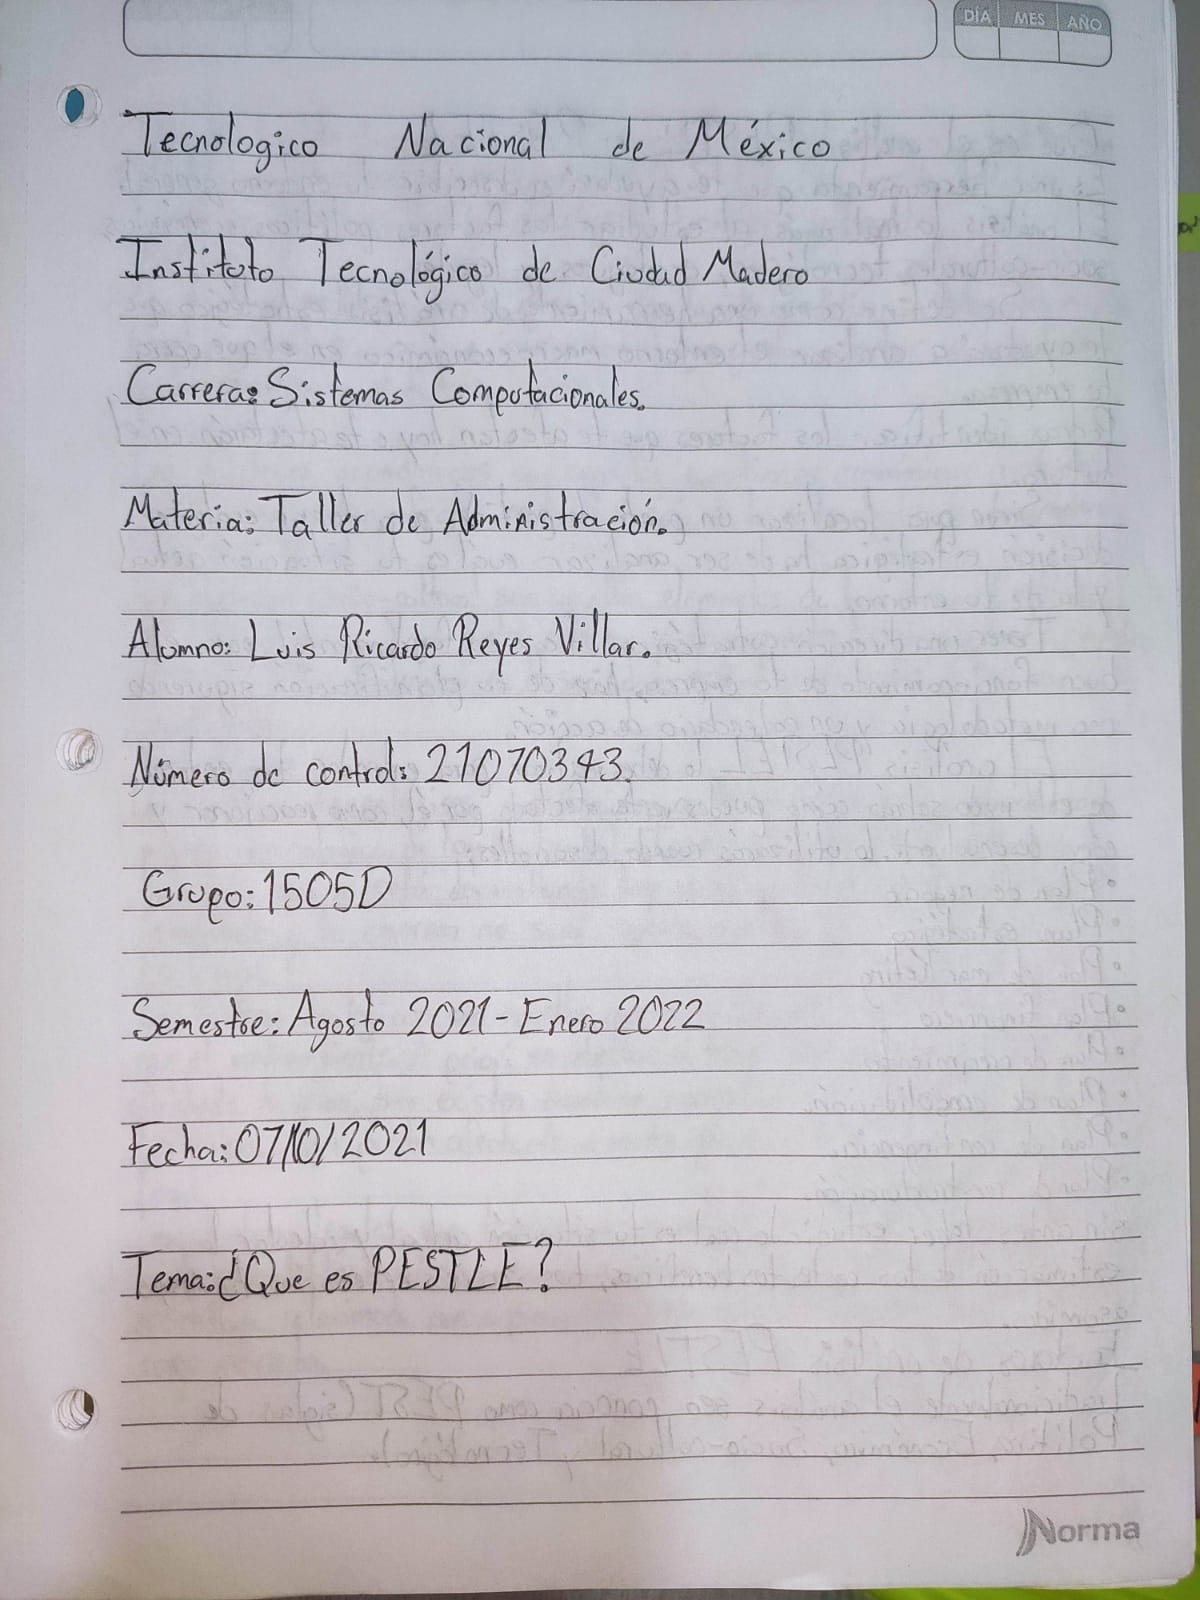 DÍA MES AÑO
Tecnologico Nacional de México
Instituto Tecnológico de Ciudad Madero
Carrera: Sistemas Computacionales.
Materia: Taller de Administración.
Alumno: Luis Ricardo Reyes Villar.
Número de control: 21070343.
Grupo: 1505D
Semestre: Agosto 2021 - Enero 2022
Fecha: 07/10/2021
Tema: ¿Que es PESTLE?
Norma